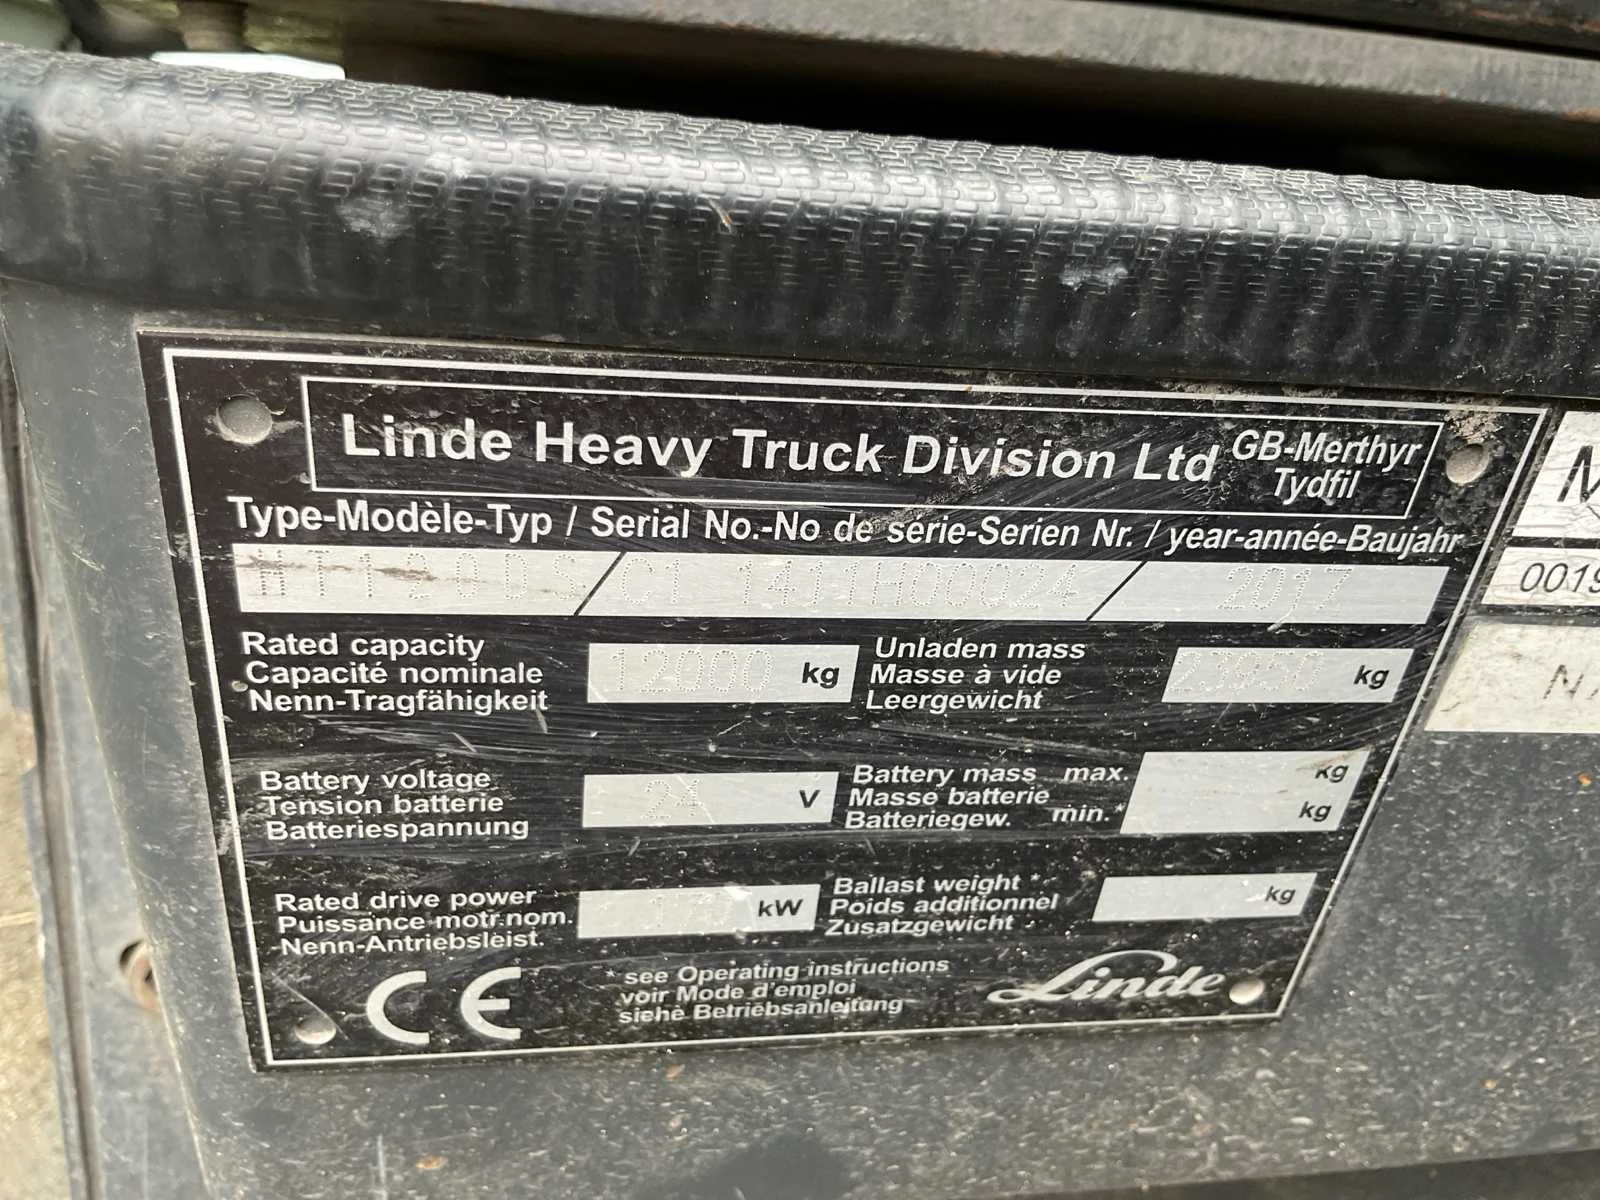 Linde Heavy Truck Division Ltd GB-Merthyr Tydfil
Type-Modèle-Typ / Serial No.-No de série-Serien Nr. / year-année-Baujahr
HT120DS / C1 1411H00024 / 2017
Rated capacity
Capacité nominale
Nenn-Tragfähigkeit
12000 kg
Unladen mass
Masse à vide
Leergewicht
23950 kg
Battery voltage
Tension batterie
Batteriespannung
24 V
Battery mass max.
Masse batterie
Batteriegew. min.*
kg
kg
Rated drive power
Puissance motr.nom.
Nenn-Antriebsleist.
kW
Ballast weight *
Poids additionnel
Zusatzgewicht
kg
CE
* see Operating instructions
voir Mode d'emploi
siehe Betriebsanleitung
Linde
0019